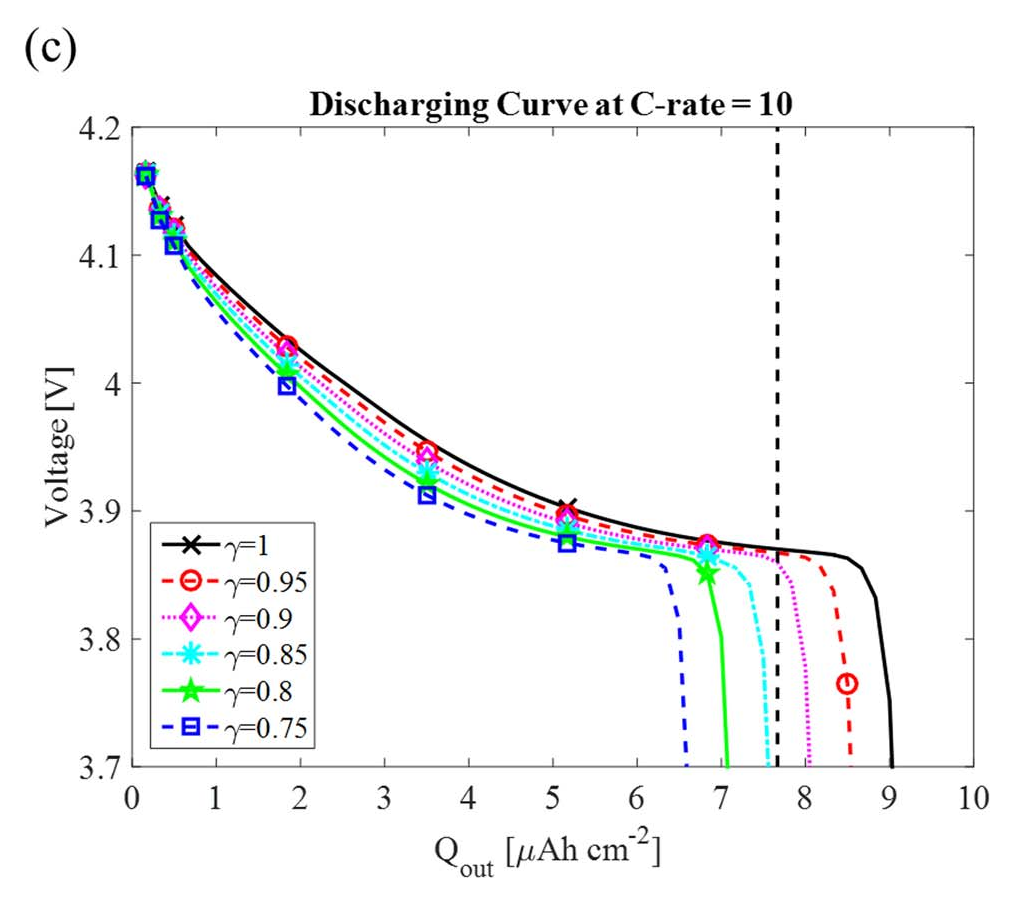 (c)
Discharging Curve at C-rate = 10
4.2
4.1
4
3.9
3.8
3.7
Voltage [V]
γ=1
γ=0.95
γ=0.9
γ=0.85
γ=0.8
γ=0.75
0 1 2 3 4 5 6 7 8 9 10
Q_out [μAh cm^-2]